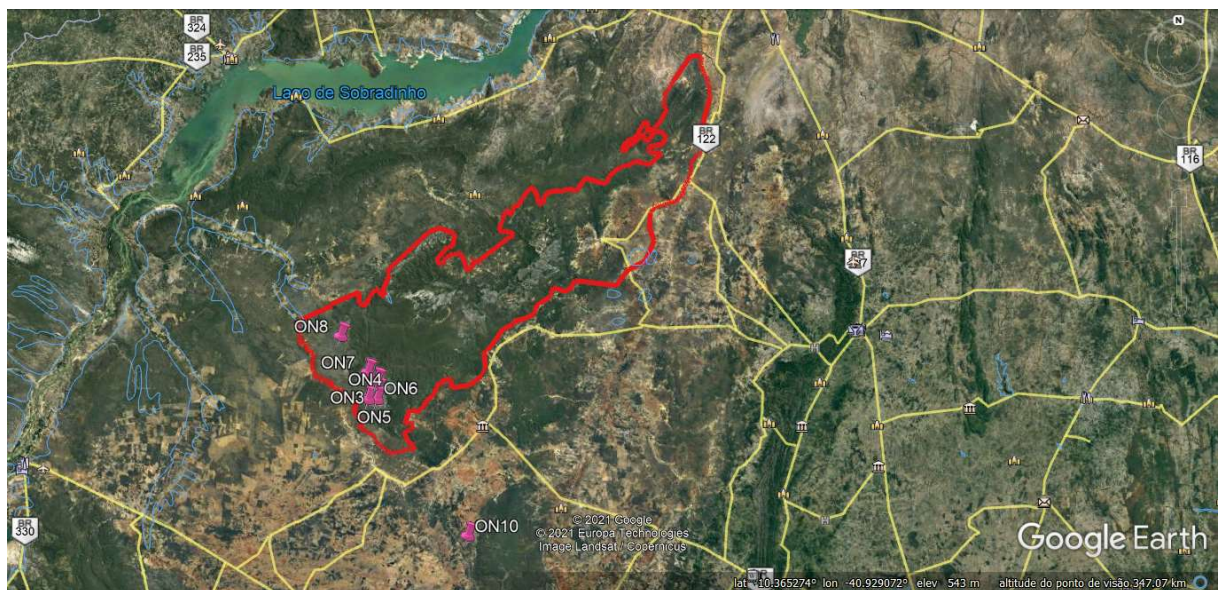 N
BR
324
BR
235
Lago de Sobradinho
BR
122
BR
116
ON8
ON7
ON4
ON6
ON3
ON5
ON10
BR
330
© 2021 Google
© 2021 Europa Technologies
Image Landsat / Copernicus
Google Earth
lat -10.365274° lon -40.929072° elev 543 m altitude do ponto de visão 347.07 km